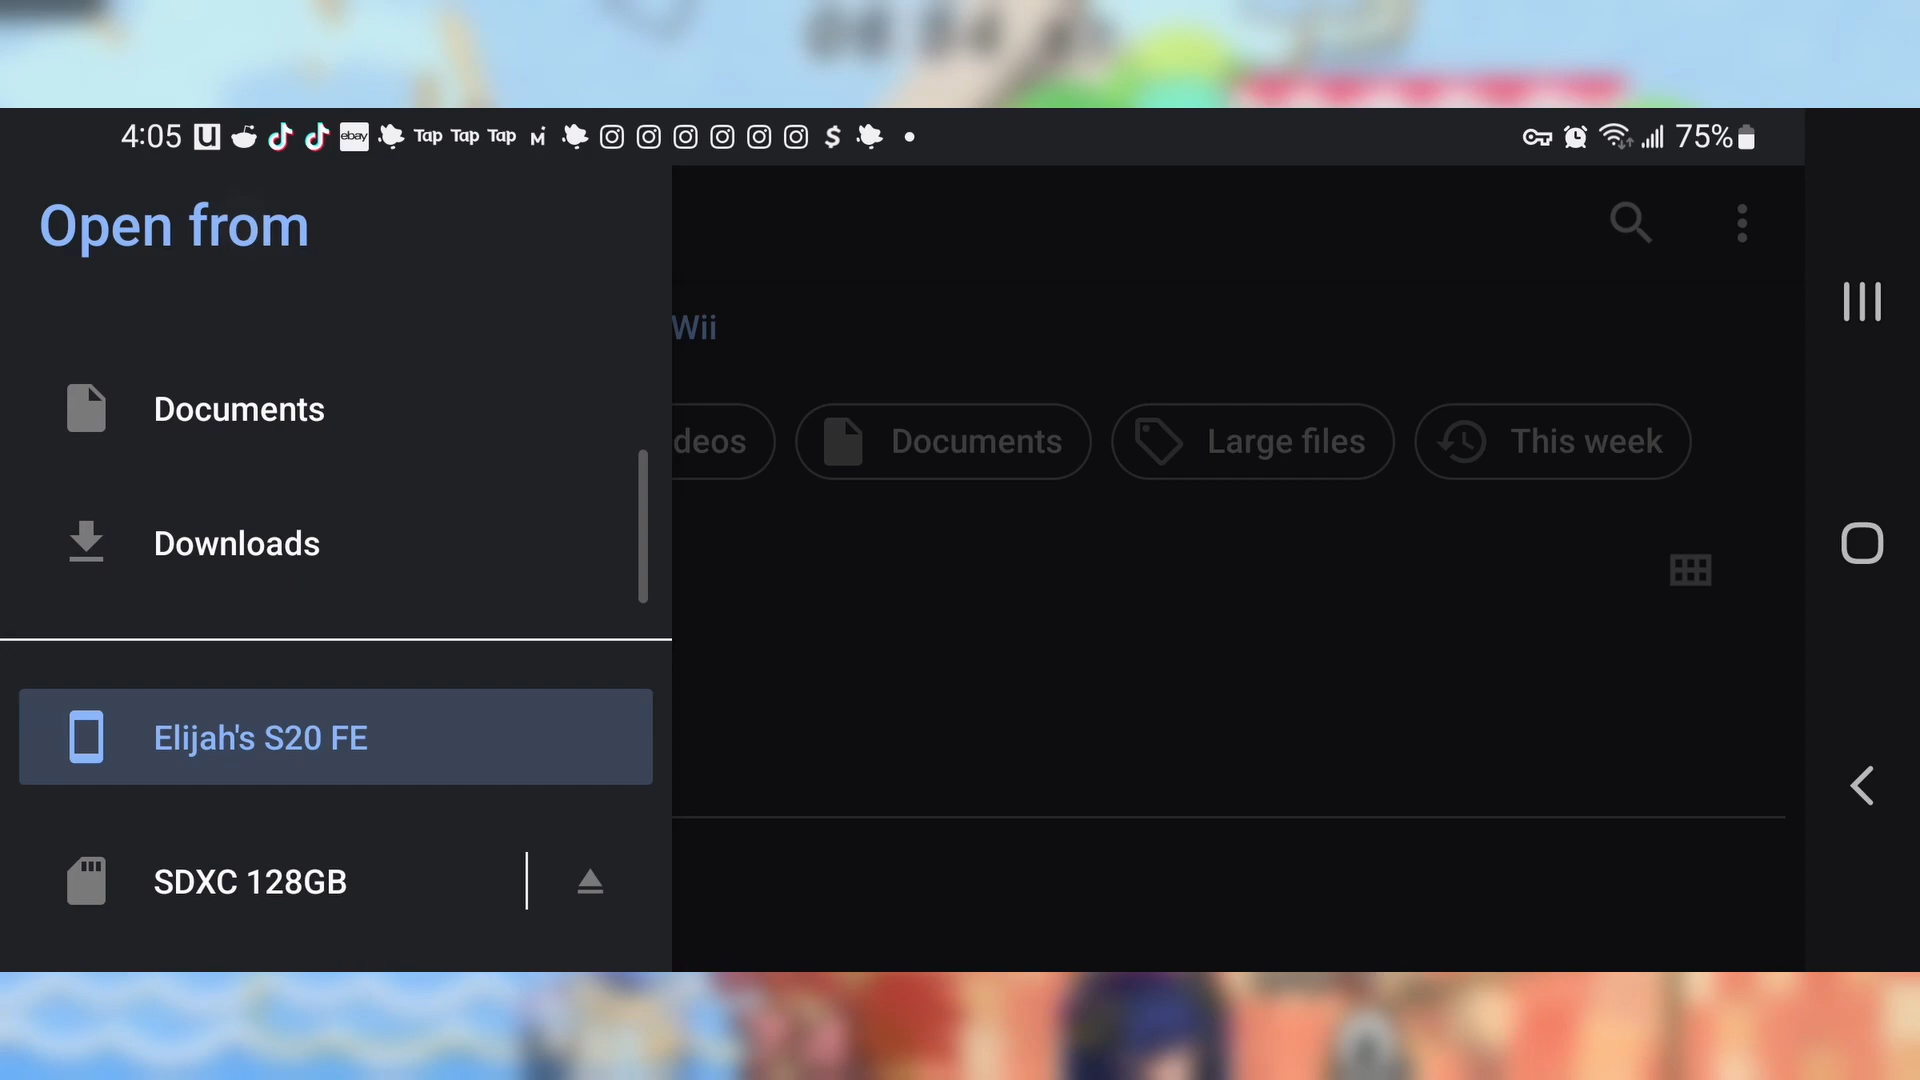 4:05 ebay Tap Tap Tap M $ 75%
Open from
Wii
Documents
deos
Documents
Large files
This week
Downloads
Elijah's S20 FE
SDXC 128GB